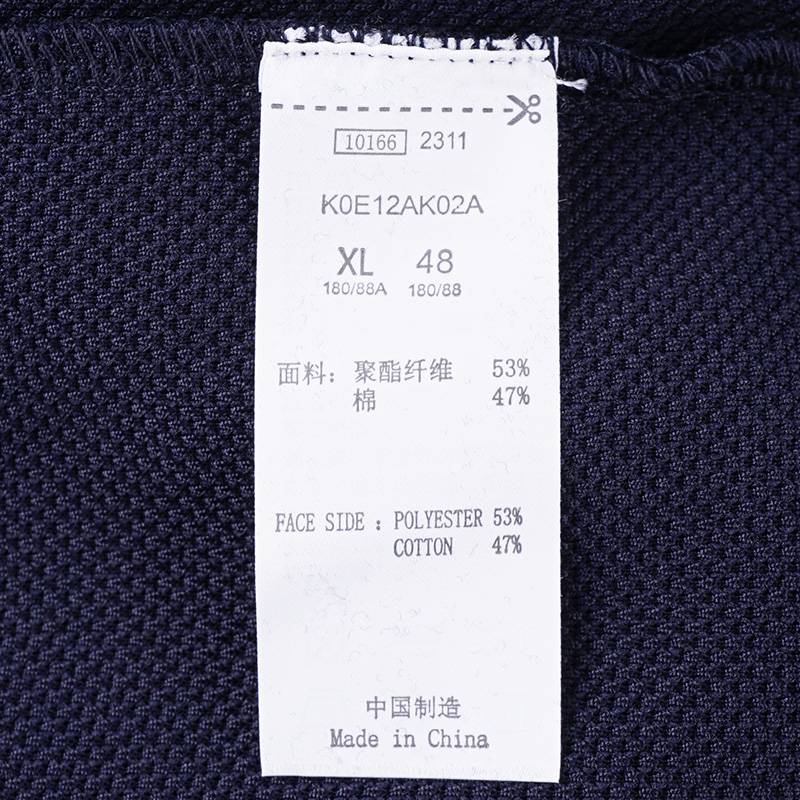 10166 2311
K0E12AK02A
XL 48
180/88A 180/88
面料：聚酯纤维 53%
棉 47%
FACE SIDE : POLYESTER 53%
COTTON 47%
中国制造
Made in China